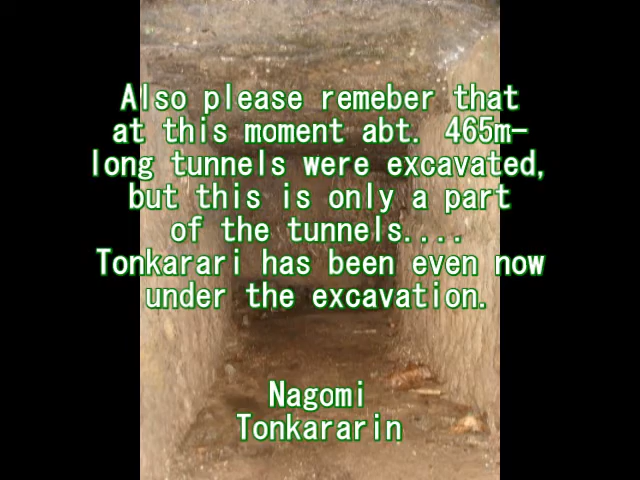 Also please remeber that
at this moment abt. 465m-
long tunnels were excavated,
but this is only a part
of the tunnels....
Tonkarari has been even now
under the excavation.
Nagomi
Tonkararin